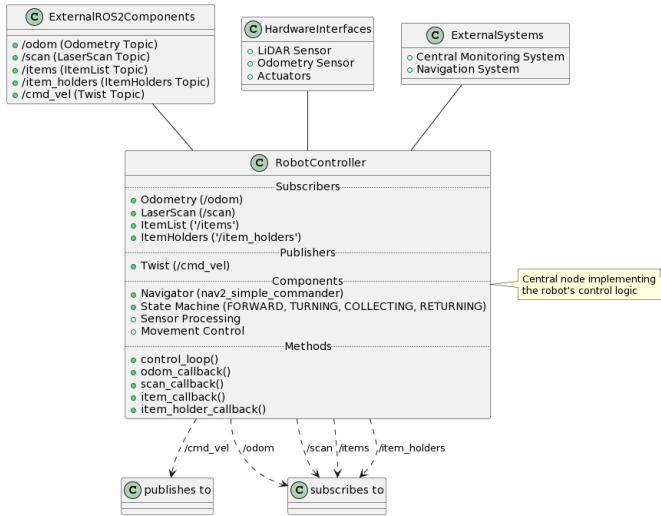 C ExternalROS2Components
/odom (Odometry Topic)
/scan (LaserScan Topic)
/items (ItemList Topic)
/item_holders (ItemHolders Topic)
/cmd_vel (Twist Topic)
C HardwareInterfaces
LiDAR Sensor
Odometry Sensor
Actuators
C ExternalSystems
Central Monitoring System
Navigation System
C RobotController
Subscribers
Odometry (/odom)
LaserScan (/scan)
ItemList ('/items')
ItemHolders ('/item_holders')
Publishers
Twist (/cmd_vel)
Components
Navigator (nav2_simple_commander)
State Machine (FORWARD, TURNING, COLLECTING, RETURNING)
Sensor Processing
Movement Control
Methods
control_loop()
odom_callback()
scan_callback()
item_callback()
item_holder_callback()
Central node implementing
the robot's control logic
/cmd_vel
/odom
/scan
/items
/item_holders
C publishes to
C subscribes to